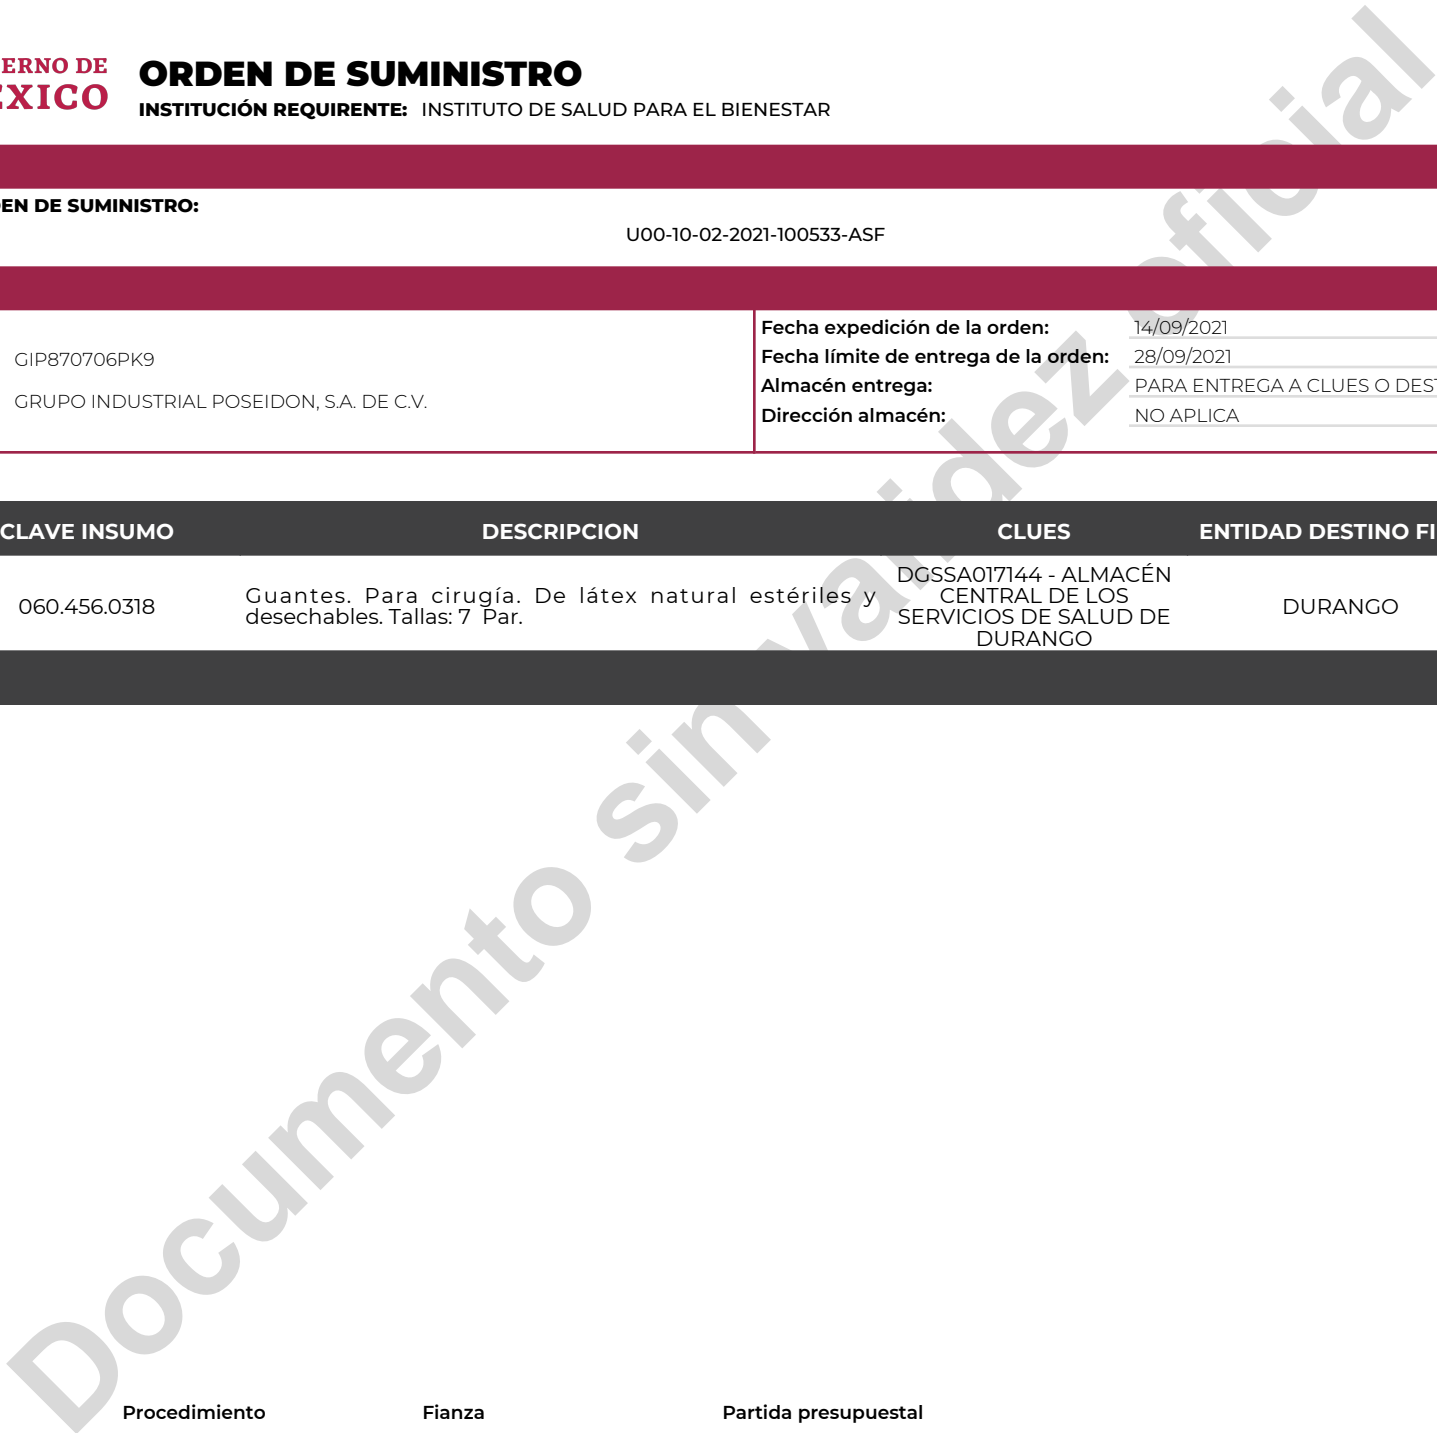 ERNO DE
EXICO
ORDEN DE SUMINISTRO
INSTITUCIÓN REQUIRENTE: INSTITUTO DE SALUD PARA EL BIENESTAR
EN DE SUMINISTRO:
U00-10-02-2021-100533-ASF
GIP870706PK9
GRUPO INDUSTRIAL POSEIDON, S.A. DE C.V.
Fecha expedición de la orden: 14/09/2021
Fecha límite de entrega de la orden: 28/09/2021
Almacén entrega: PARA ENTREGA A CLUES O DEST
Dirección almacén: NO APLICA
CLAVE INSUMO DESCRIPCION CLUES ENTIDAD DESTINO FI
060.456.0318
Guantes. Para cirugía. De látex natural estériles y
desechables. Tallas: 7 Par.
DGSSA017144 - ALMACÉN
CENTRAL DE LOS
SERVICIOS DE SALUD DE
DURANGO
DURANGO
Documento sin validez oficial
Procedimiento Fianza Partida presupuestal